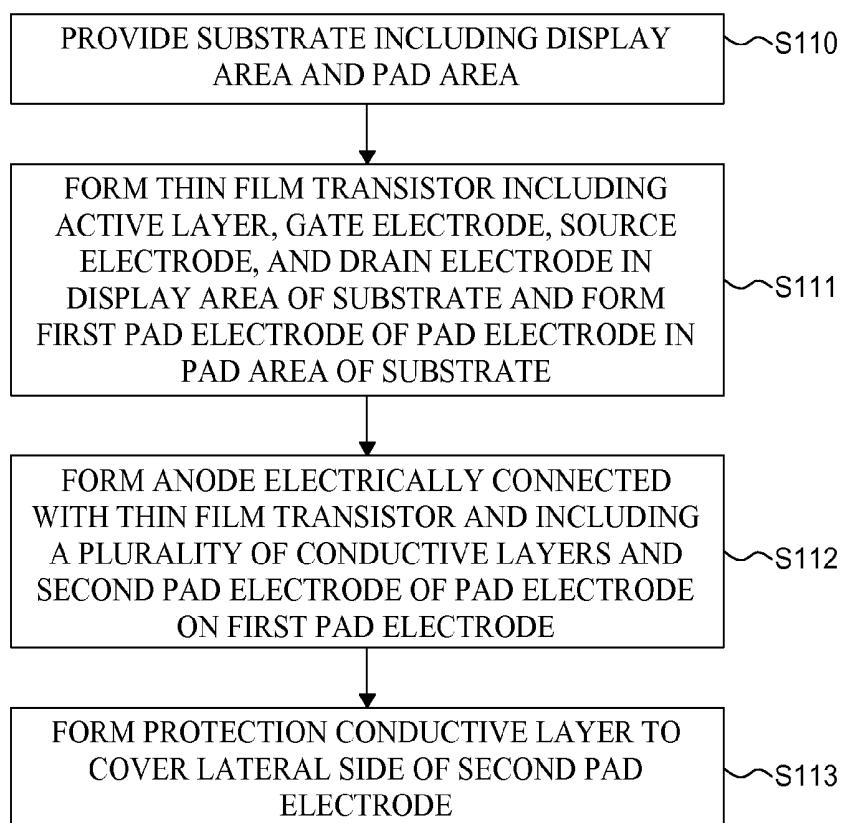 PROVIDE SUBSTRATE INCLUDING DISPLAY
AREA AND PAD AREA
S110
FORM THIN FILM TRANSISTOR INCLUDING
ACTIVE LAYER, GATE ELECTRODE, SOURCE
ELECTRODE, AND DRAIN ELECTRODE IN
DISPLAY AREA OF SUBSTRATE AND FORM
FIRST PAD ELECTRODE OF PAD ELECTRODE IN
PAD AREA OF SUBSTRATE
S111
FORM ANODE ELECTRICALLY CONNECTED
WITH THIN FILM TRANSISTOR AND INCLUDING
A PLURALITY OF CONDUCTIVE LAYERS AND
SECOND PAD ELECTRODE OF PAD ELECTRODE
ON FIRST PAD ELECTRODE
S112
FORM PROTECTION CONDUCTIVE LAYER TO
COVER LATERAL SIDE OF SECOND PAD
ELECTRODE
S113